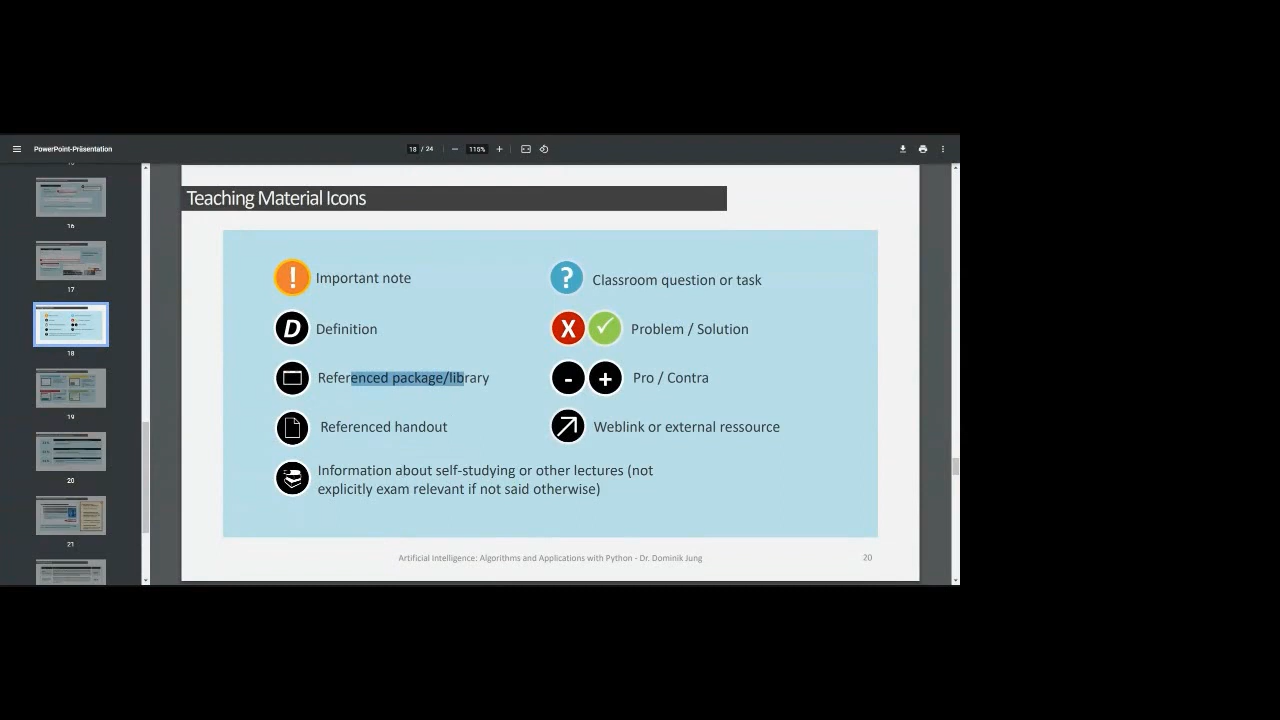 PowerPoint-Präsentation
18 / 24
115%
16
17
18
19
20
21
Teaching Material Icons
! Important note
? Classroom question or task
D Definition
X ✓ Problem / Solution
Referenced package/library
- + Pro / Contra
Referenced handout
Weblink or external ressource
Information about self-studying or other lectures (not
explicitly exam relevant if not said otherwise)
Artificial Intelligence: Algorithms and Applications with Python - Dr. Dominik Jung
20